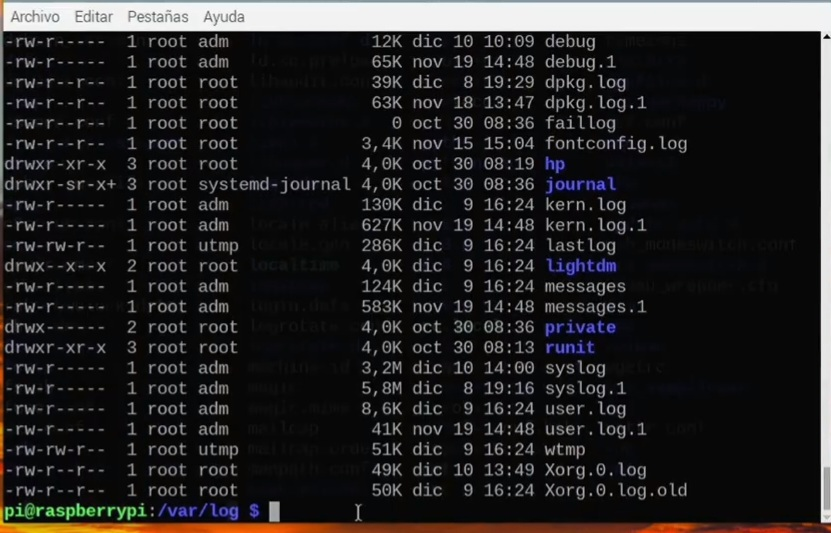 Archivo Editar Pestañas Ayuda
-rw-r----- 1 root adm 12K dic 10 10:09 debug
-rw-r----- 1 root adm 65K nov 19 14:48 debug.1
-rw-r--r-- 1 root root 39K dic 8 19:29 dpkg.log
-rw-r--r-- 1 root root 63K nov 18 13:47 dpkg.log.1
-rw-r--r-- 1 root root 0 oct 30 08:36 faillog
-rw-r--r-- 1 root root 3,4K nov 15 15:04 fontconfig.log
drwxr-xr-x 3 root root 4,0K oct 30 08:19 hp
drwxr-sr-x+ 3 root systemd-journal 4,0K oct 30 08:36 journal
-rw-r----- 1 root adm 130K dic 9 16:24 kern.log
-rw-r----- 1 root adm 627K nov 19 14:48 kern.log.1
-rw-rw-r-- 1 root utmp 286K dic 9 16:24 lastlog
drwx--x--x 2 root root 4,0K dic 9 16:24 lightdm
-rw-r----- 1 root adm 124K dic 9 16:24 messages
-rw-r----- 1 root adm 583K nov 19 14:48 messages.1
drwx------ 2 root root 4,0K oct 30 08:36 private
drwxr-xr-x 3 root root 4,0K oct 30 08:13 runit
-rw-r----- 1 root adm 3,2M dic 10 14:00 syslog
-rw-r----- 1 root adm 5,8M dic 8 19:16 syslog.1
-rw-r----- 1 root adm 8,6K dic 9 16:24 user.log
-rw-r----- 1 root adm 41K nov 19 14:48 user.log.1
-rw-rw-r-- 1 root utmp 51K dic 9 16:24 wtmp
-rw-r--r-- 1 root root 49K dic 10 13:49 Xorg.0.log
-rw-r--r-- 1 root root 50K dic 9 16:24 Xorg.0.log.old
pi@raspberrypi:/var/log $